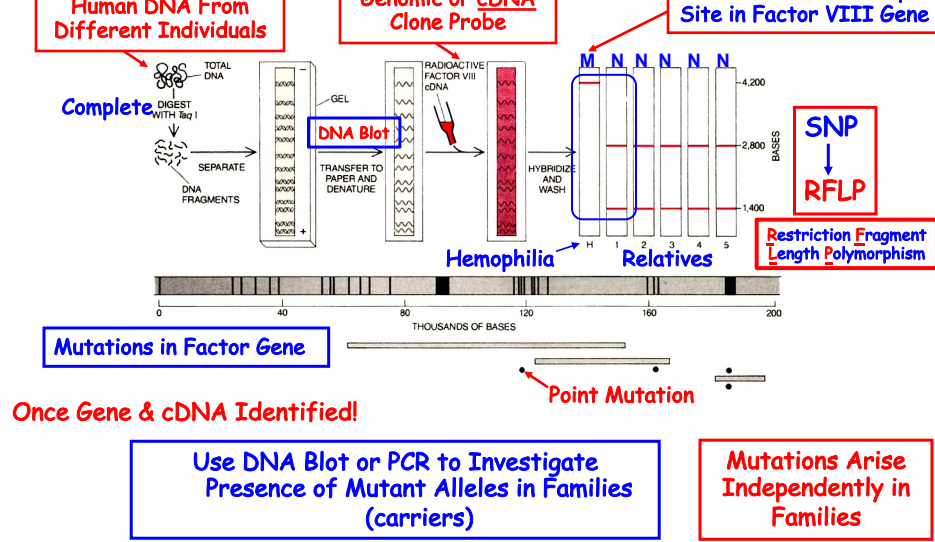 Human DNA From
Different Individuals
Clone Probe
Site in Factor VIII Gene
TOTAL
DNA
Complete
DIGEST
WITH Taq I
SEPARATE
DNA
FRAGMENTS
−
+
GEL
DNA Blot
TRANSFER TO
PAPER AND
DENATURE
RADIOACTIVE
FACTOR VIII
cDNA
HYBRIDIZE
AND
WASH
M N N N N N
4,200
2,800
1,400
BASES
H 1 2 3 4 5
Hemophilia
Relatives
SNP
RFLP
Restriction Fragment
Length Polymorphism
0 40 80 120 160 200
THOUSANDS OF BASES
Mutations in Factor Gene
Point Mutation
Once Gene & cDNA Identified!
Use DNA Blot or PCR to Investigate
Presence of Mutant Alleles in Families
(carriers)
Mutations Arise
Independently in
Families